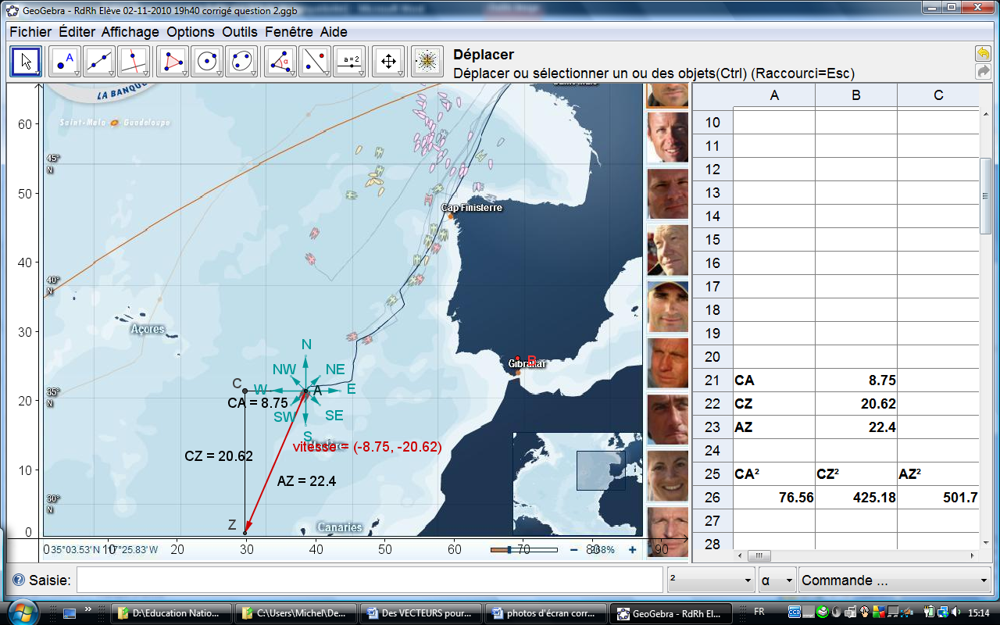 GeoGebra - RdRh Elève 02-11-2010 19h40 corrigé question 2.ggb
Fichier Éditer Affichage Options Outils Fenêtre Aide
A
α
a = 2
Déplacer
Déplacer ou sélectionner un ou des objets(Ctrl) (Raccourci=Esc)
LA BANQU
Saint-Malo Guadeloupe
60
50
40
30
20
10
0
45°
N
40°
N
35°
N
30°
N
Cap Finisterre
Açores
Gibraltar
B
N
NW NE
C W A E
CA = 8.75
SW SE
S
vitesse = (-8.75, -20.62)
CZ = 20.62
AZ = 22.4
Z
Canaries
10 20 30 40 50 60 70 80 90
35°03.53'N 17°25.83'W
268%
A B C
10
11
12
13
14
15
16
17
18
19
20
21 CA 8.75
22 CZ 20.62
23 AZ 22.4
24
25 CA² CZ² AZ²
26 76.56 425.18 501.7
27
28
Saisie:
²
α
Commande ...
D:\Education Natio...
C:\Users\Michel\De...
Des VECTEURS pour...
photos d'écran corr...
GeoGebra - RdRh El...
FR
15:14